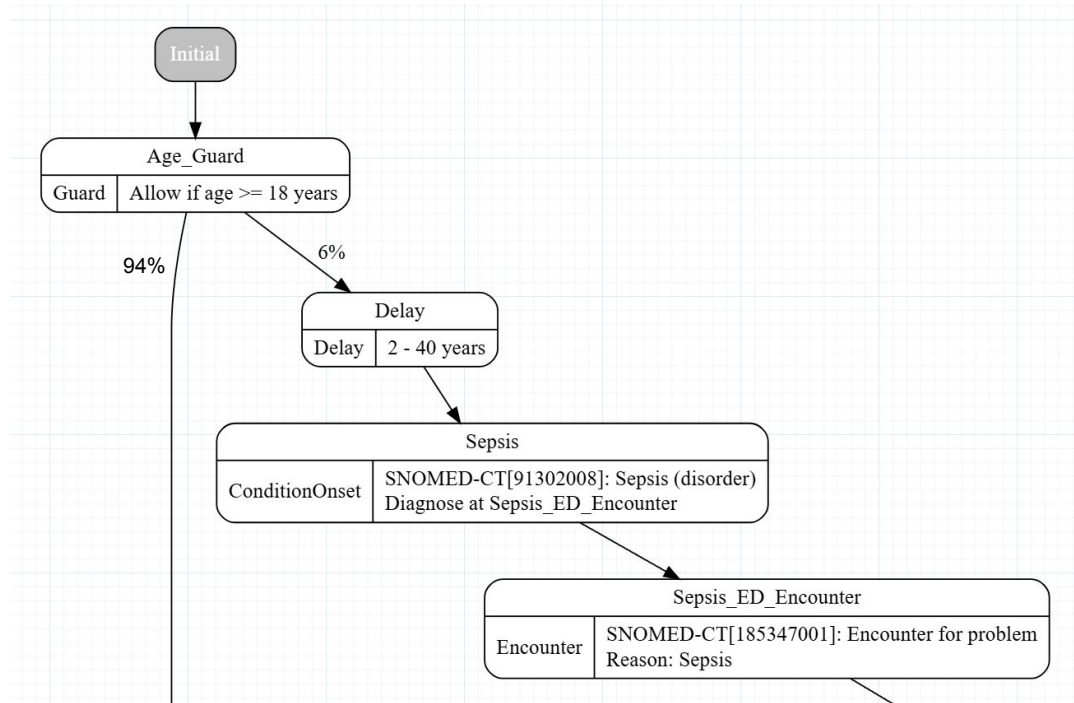 Initial
Age_Guard
Guard
Allow if age >= 18 years
94%
6%
Delay
Delay
2 - 40 years
Sepsis
ConditionOnset
SNOMED-CT[91302008]: Sepsis (disorder)
Diagnose at Sepsis_ED_Encounter
Sepsis_ED_Encounter
Encounter
SNOMED-CT[185347001]: Encounter for problem
Reason: Sepsis